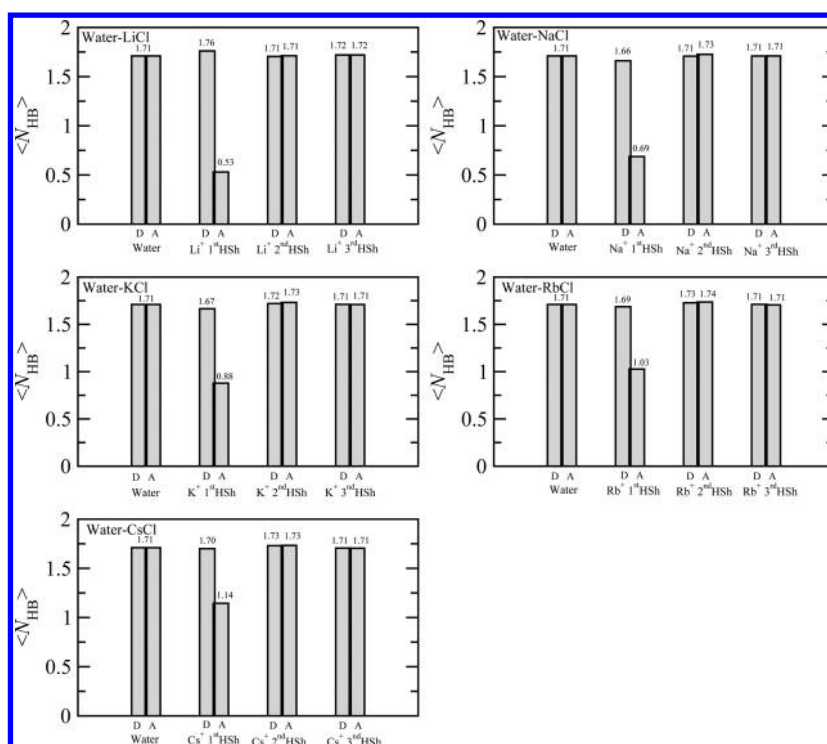 Water-LiCl
<N_HB>
2
1.5
1
0.5
0
1.71
1.76
0.53
1.71 1.71
1.72 1.72
D A D A D A D A
Water Li⁺ 1ˢᵗHSh Li⁺ 2ⁿᵈHSh Li⁺ 3ʳᵈHSh
Water-NaCl
<N_HB>
2
1.5
1
0.5
0
1.71
1.66
0.69
1.71 1.73
1.71 1.71
D A D A D A D A
Water Na⁺ 1ˢᵗHSh Na⁺ 2ⁿᵈHSh Na⁺ 3ʳᵈHSh
Water-KCl
<N_HB>
2
1.5
1
0.5
0
1.71
1.67
0.88
1.72 1.73
1.71 1.71
D A D A D A D A
Water K⁺ 1ˢᵗHSh K⁺ 2ⁿᵈHSh K⁺ 3ʳᵈHSh
Water-RbCl
<N_HB>
2
1.5
1
0.5
0
1.71
1.69
1.03
1.73 1.74
1.71 1.71
D A D A D A D A
Water Rb⁺ 1ˢᵗHSh Rb⁺ 2ⁿᵈHSh Rb⁺ 3ʳᵈHSh
Water-CsCl
<N_HB>
2
1.5
1
0.5
0
1.71
1.70
1.14
1.73 1.73
1.71 1.71
D A D A D A D A
Water Cs⁺ 1ˢᵗHSh Cs⁺ 2ⁿᵈHSh Cs⁺ 3ʳᵈHSh